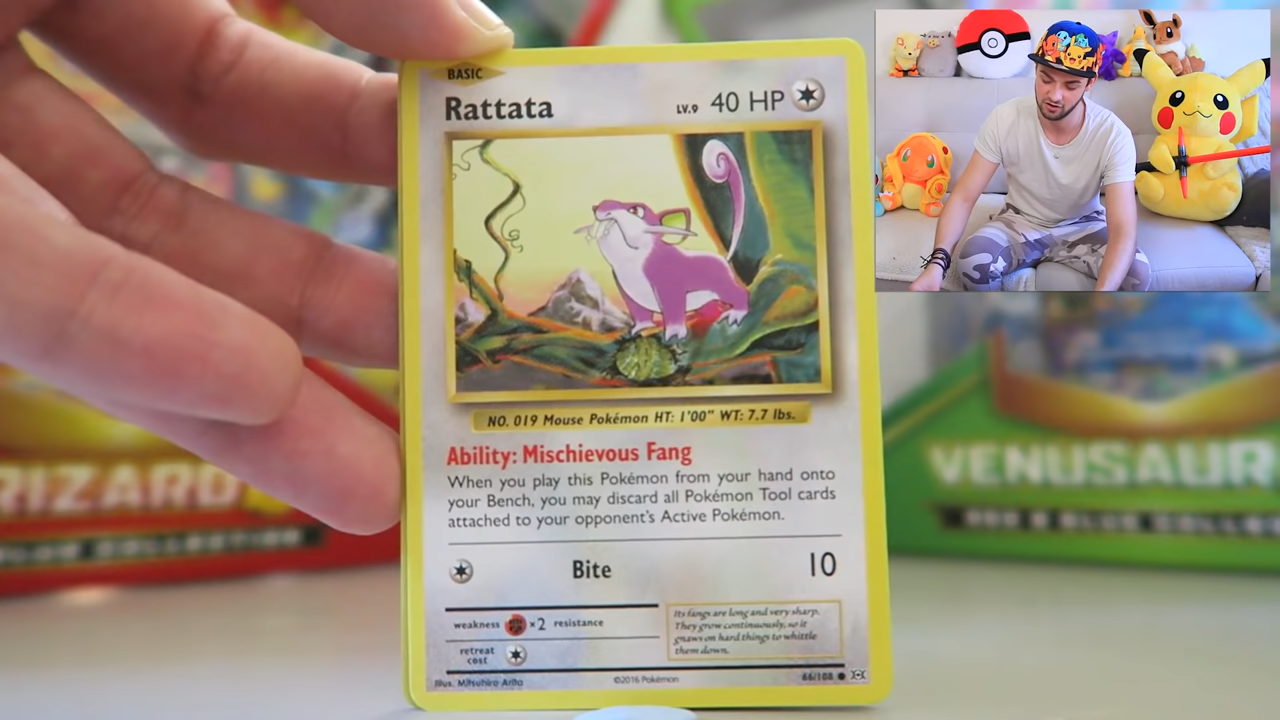 BASIC
Rattata LV.9 40 HP
NO. 019 Mouse Pokémon HT: 1'00" WT: 7.7 lbs.
Ability: Mischievous Fang
When you play this Pokémon from your hand onto
your Bench, you may discard all Pokémon Tool cards
attached to your opponent's Active Pokémon.
Bite 10
weakness ×2 resistance
retreat
cost
Its fangs are long and very sharp.
They grow continuously, so it
gnaws on hard things to whittle
them down.
Illus. Mitsuhiro Arita ©2016 Pokémon 66/108
RIZARD
COLLECTION
VENUSAUR
RED & BLUE COLLEC